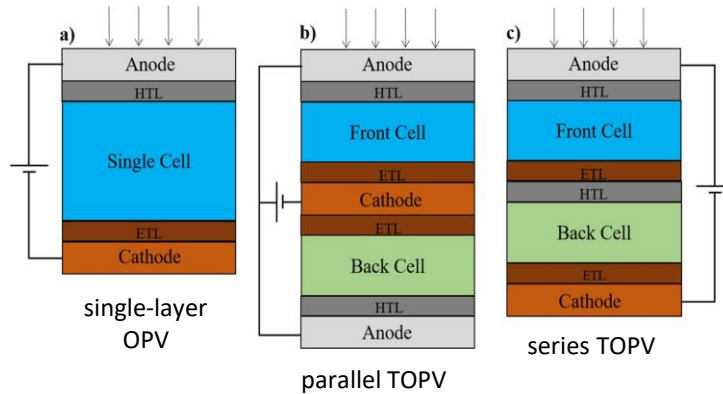 a)
Anode
HTL
Single Cell
ETL
Cathode
single-layer
OPV
b)
Anode
HTL
Front Cell
ETL
Cathode
ETL
Back Cell
HTL
Anode
parallel TOPV
c)
Anode
HTL
Front Cell
ETL
HTL
Back Cell
ETL
Cathode
series TOPV